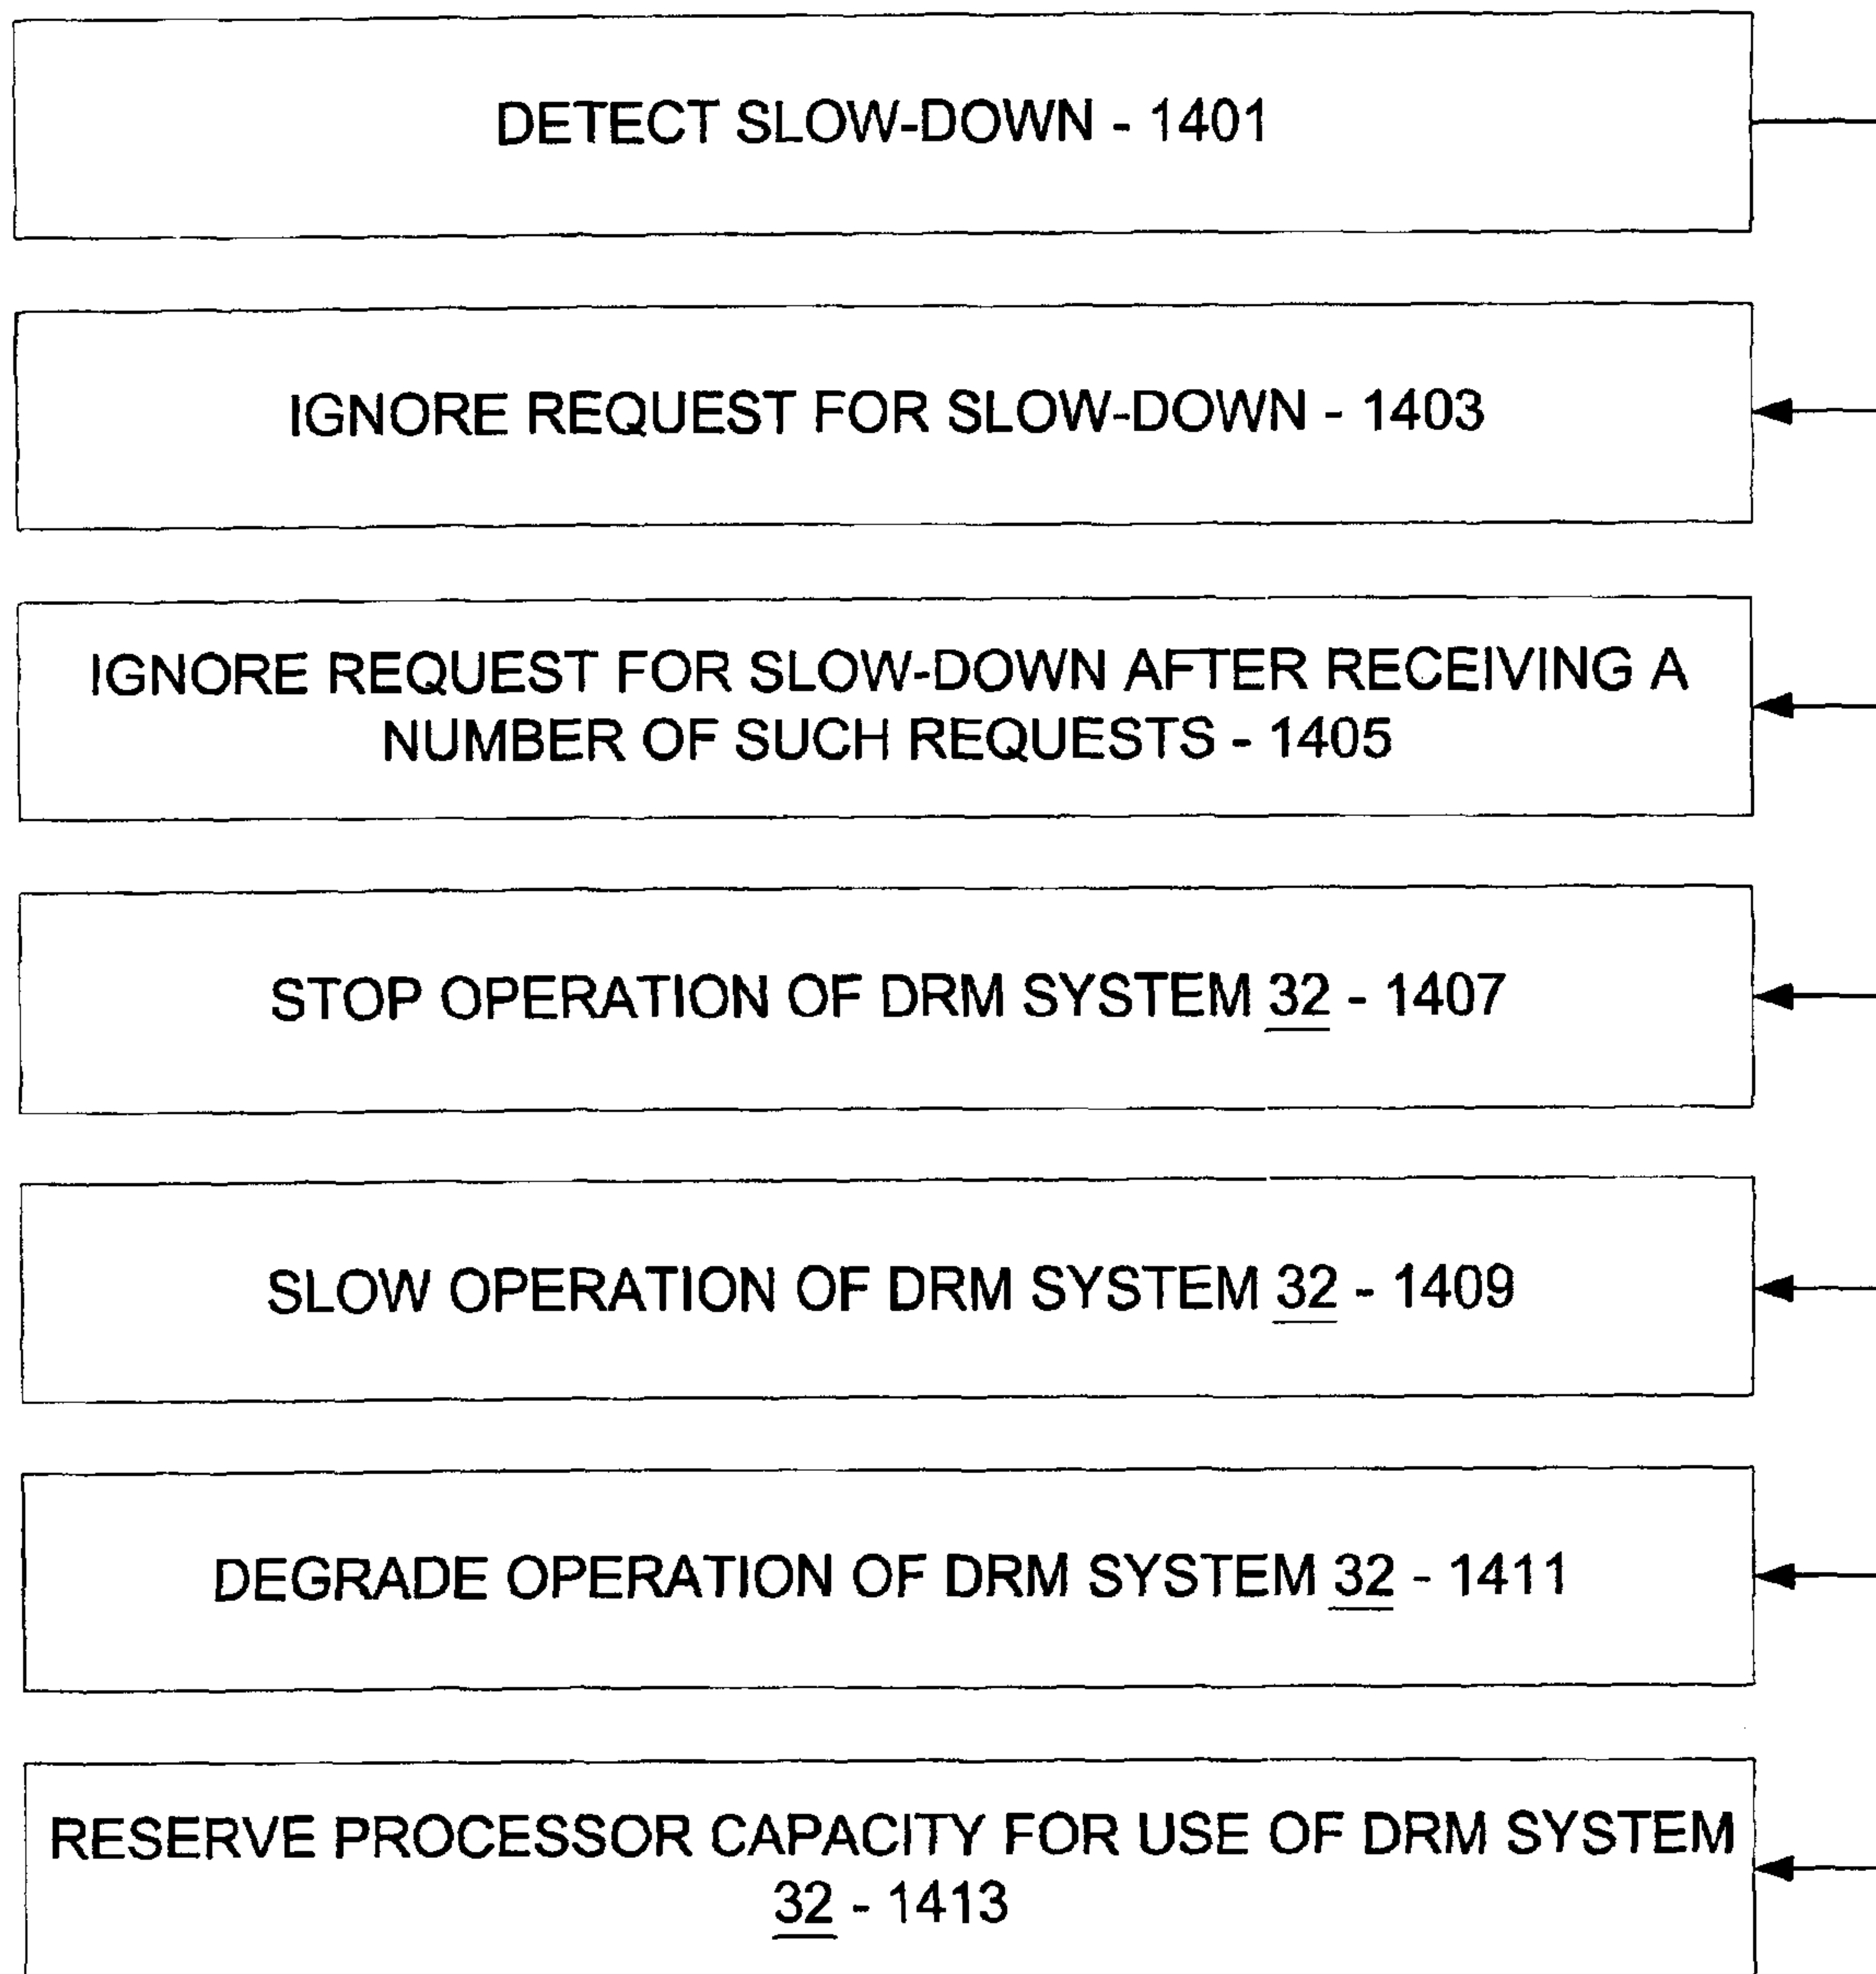 DETECT SLOW-DOWN - 1401
IGNORE REQUEST FOR SLOW-DOWN - 1403
IGNORE REQUEST FOR SLOW-DOWN AFTER RECEIVING A
NUMBER OF SUCH REQUESTS - 1405
STOP OPERATION OF DRM SYSTEM 32 - 1407
SLOW OPERATION OF DRM SYSTEM 32 - 1409
DEGRADE OPERATION OF DRM SYSTEM 32 - 1411
RESERVE PROCESSOR CAPACITY FOR USE OF DRM SYSTEM
32 - 1413